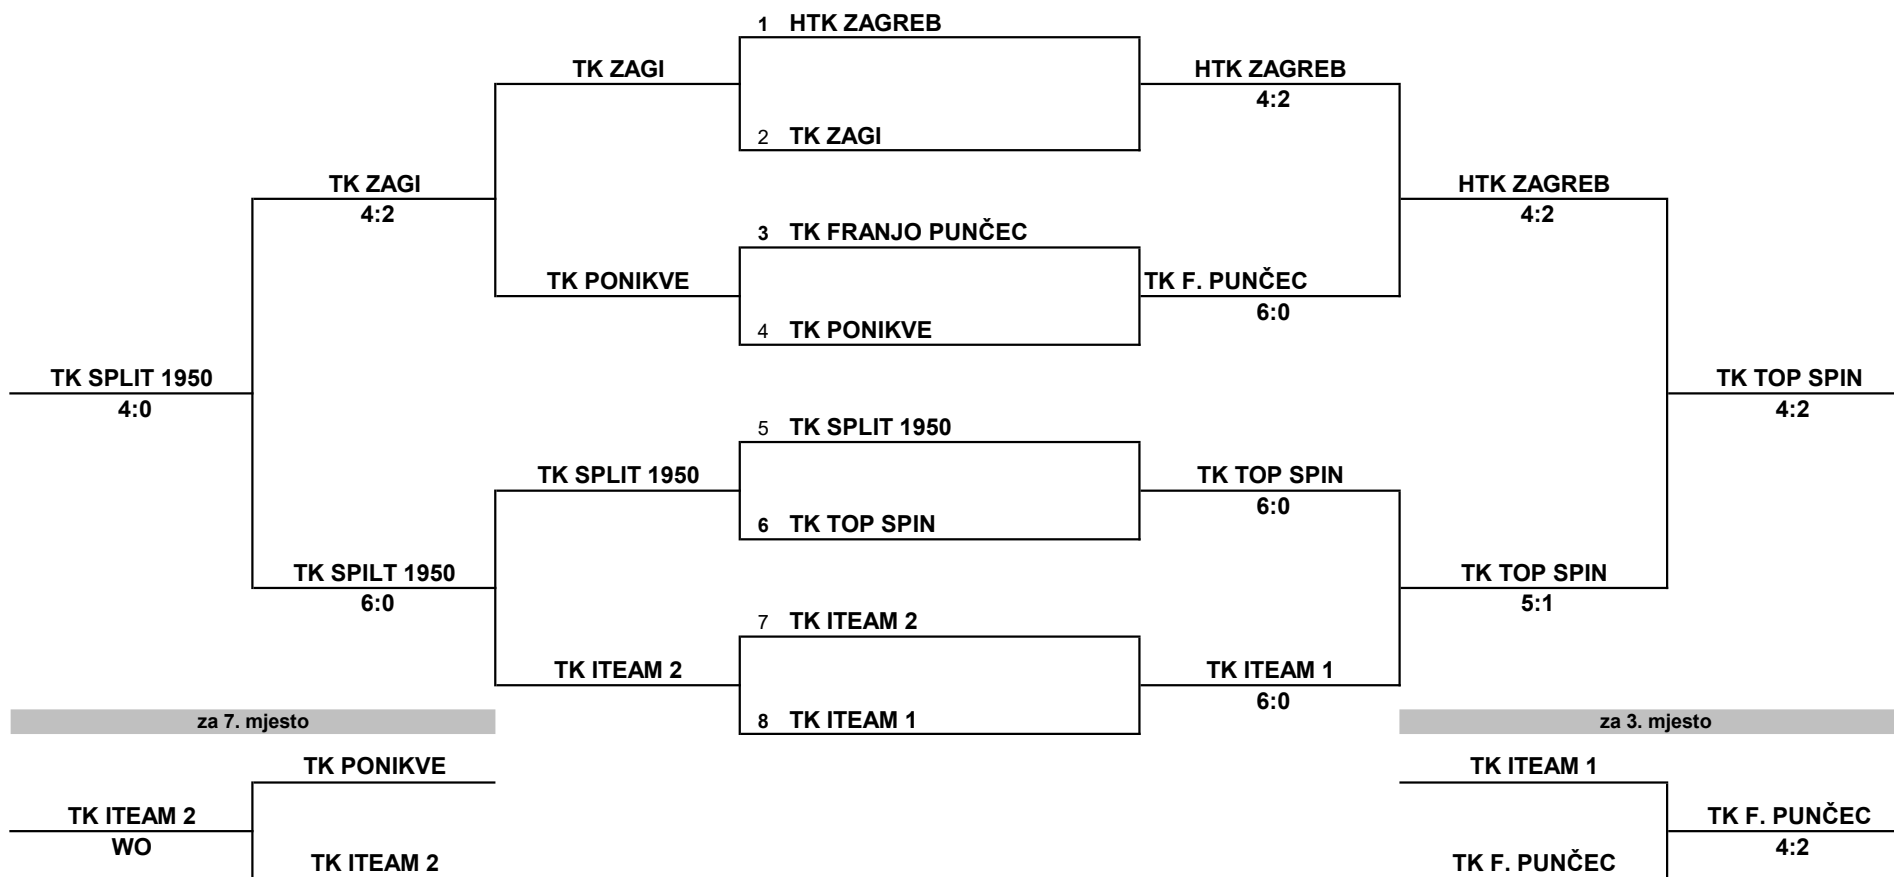 1 HTK ZAGREB
TK ZAGI HTK ZAGREB
4:2
2 TK ZAGI
TK ZAGI HTK ZAGREB
4:2 4:2
3 TK FRANJO PUNČEC
TK PONIKVE TK F. PUNČEC
6:0
4 TK PONIKVE
TK SPLIT 1950 TK TOP SPIN
4:0 4:2
5 TK SPLIT 1950
TK SPLIT 1950 TK TOP SPIN
6:0
6 TK TOP SPIN
TK SPILT 1950 TK TOP SPIN
6:0 5:1
7 TK ITEAM 2
TK ITEAM 2 TK ITEAM 1
6:0
za 7. mjesto 8 TK ITEAM 1 za 3. mjesto
TK PONIKVE TK ITEAM 1
TK ITEAM 2 TK F. PUNČEC
WO 4:2
TK ITEAM 2 TK F. PUNČEC